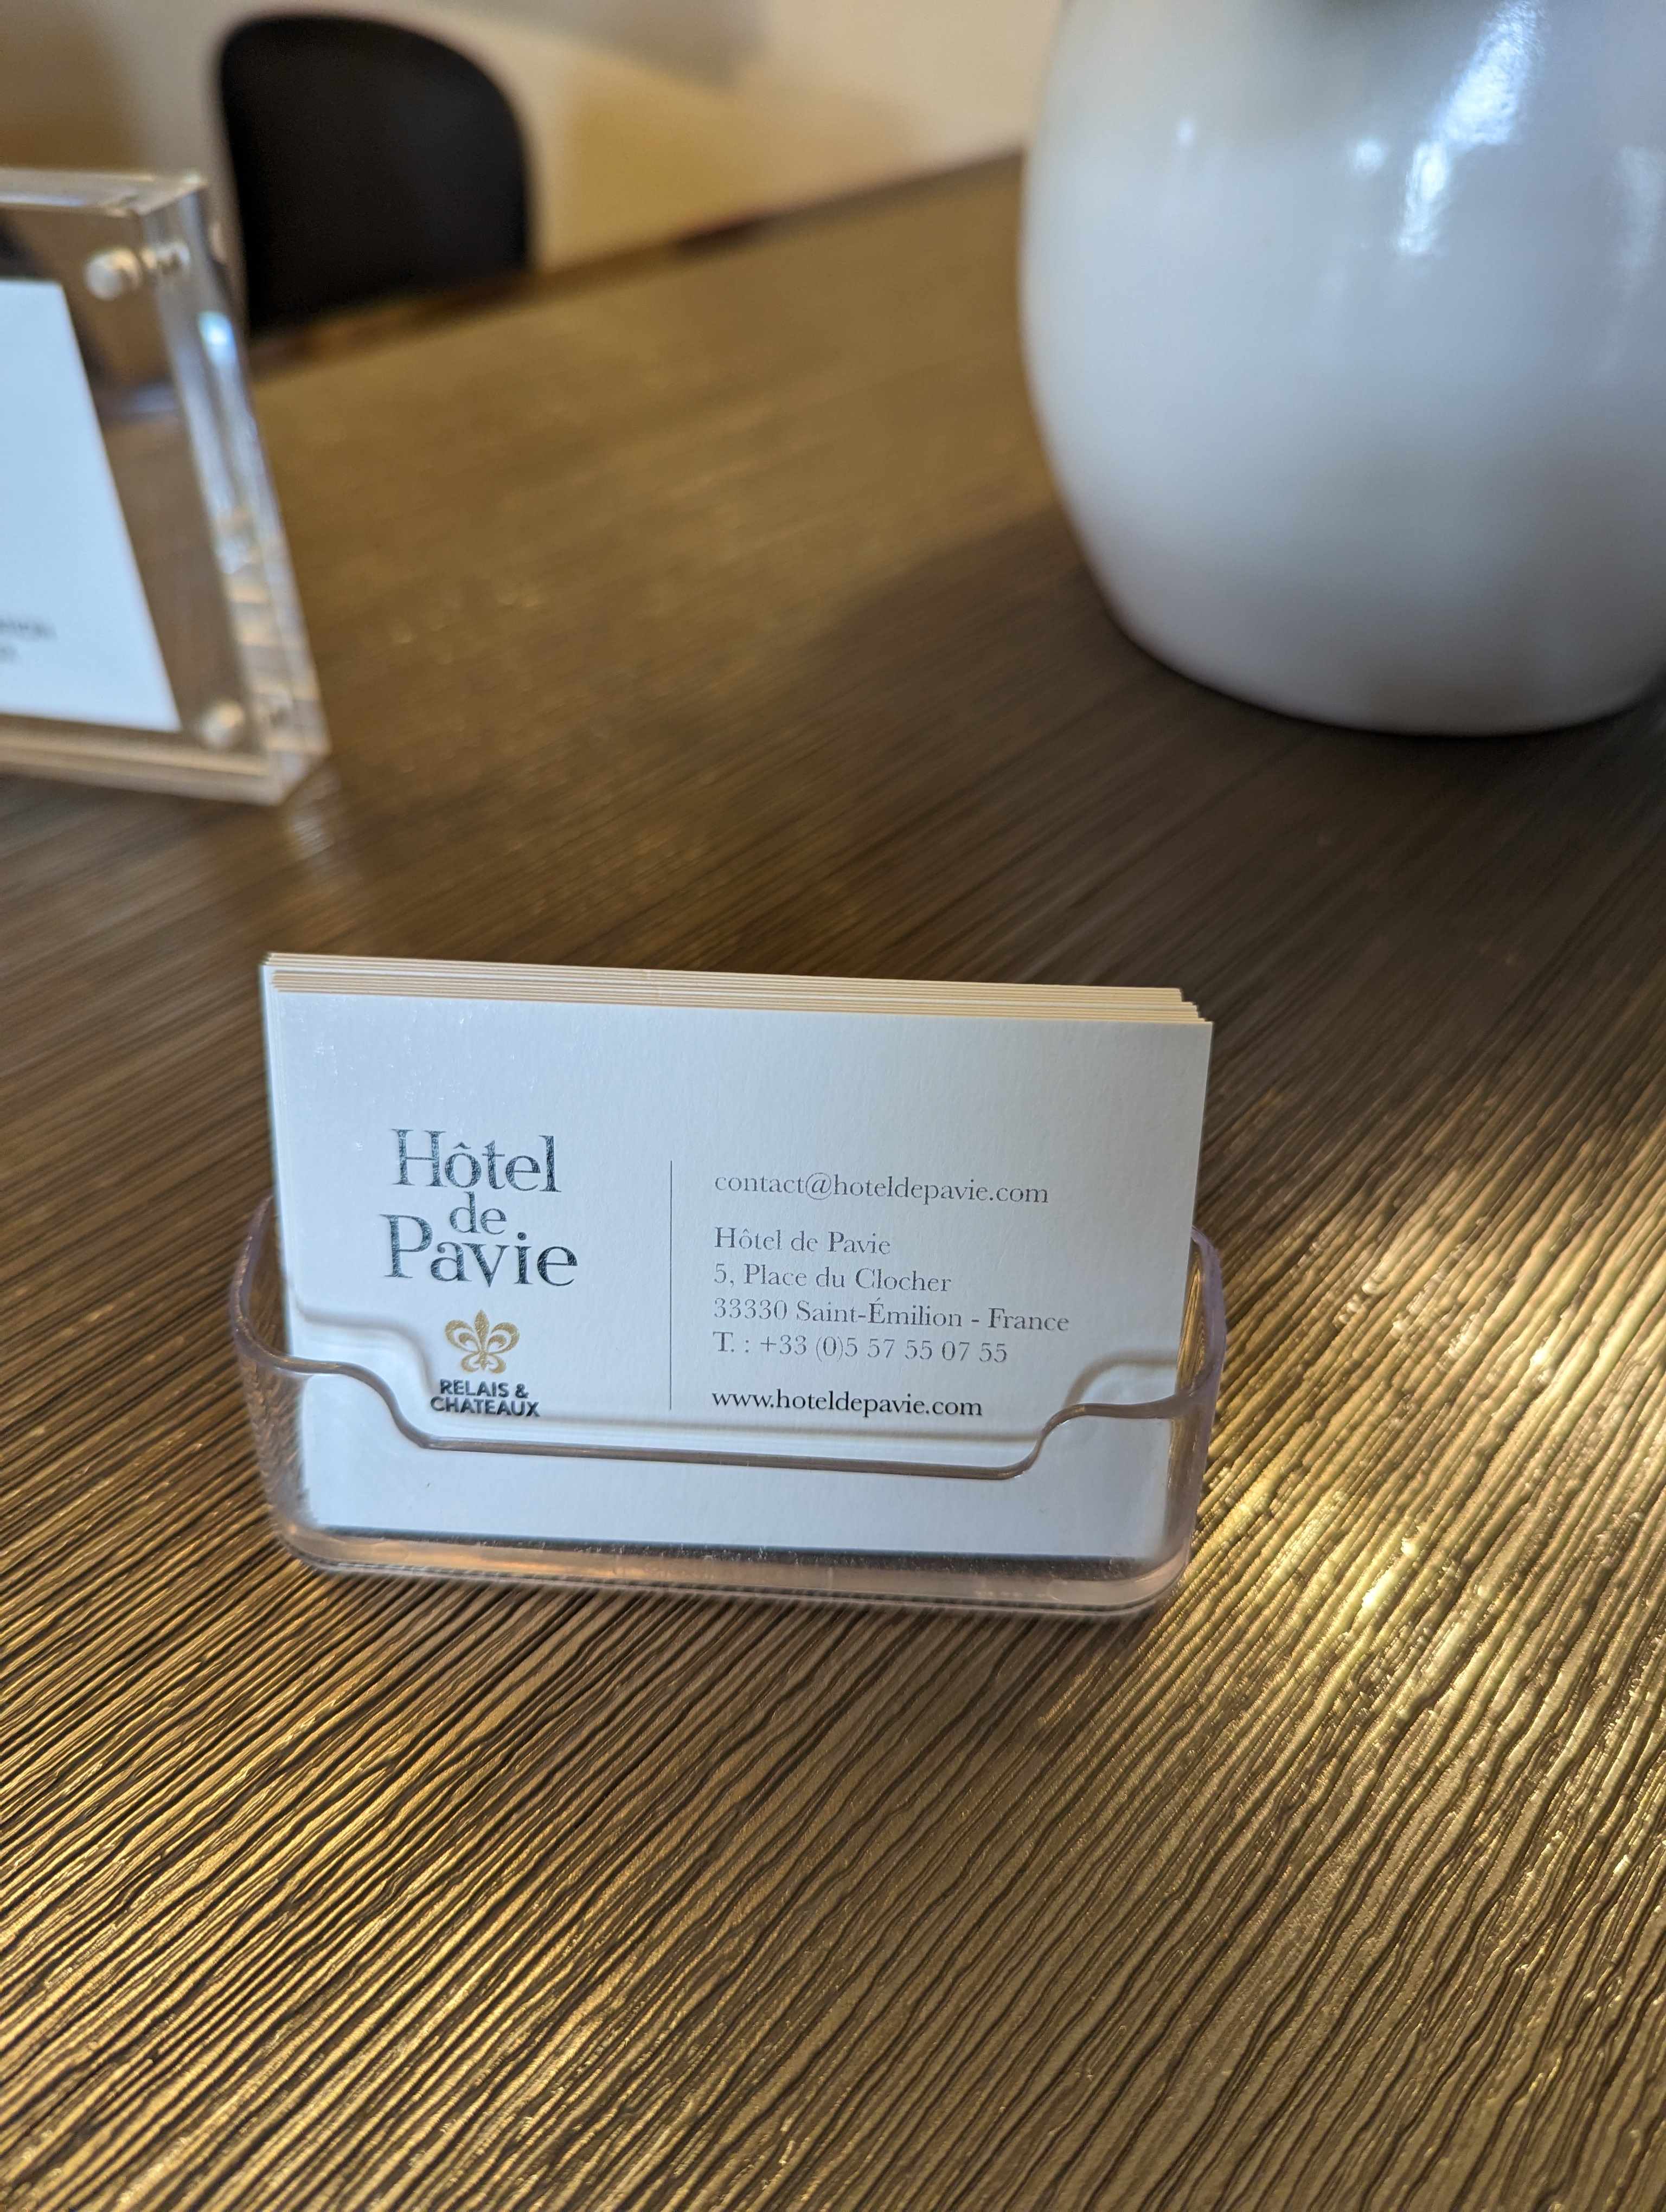 Hôtel
de
Pavie
RELAIS &
CHATEAUX
contact@hoteldepavie.com
Hôtel de Pavie
5, Place du Clocher
33330 Saint-Émilion - France
T. : +33 (0)5 57 55 07 55
www.hoteldepavie.com